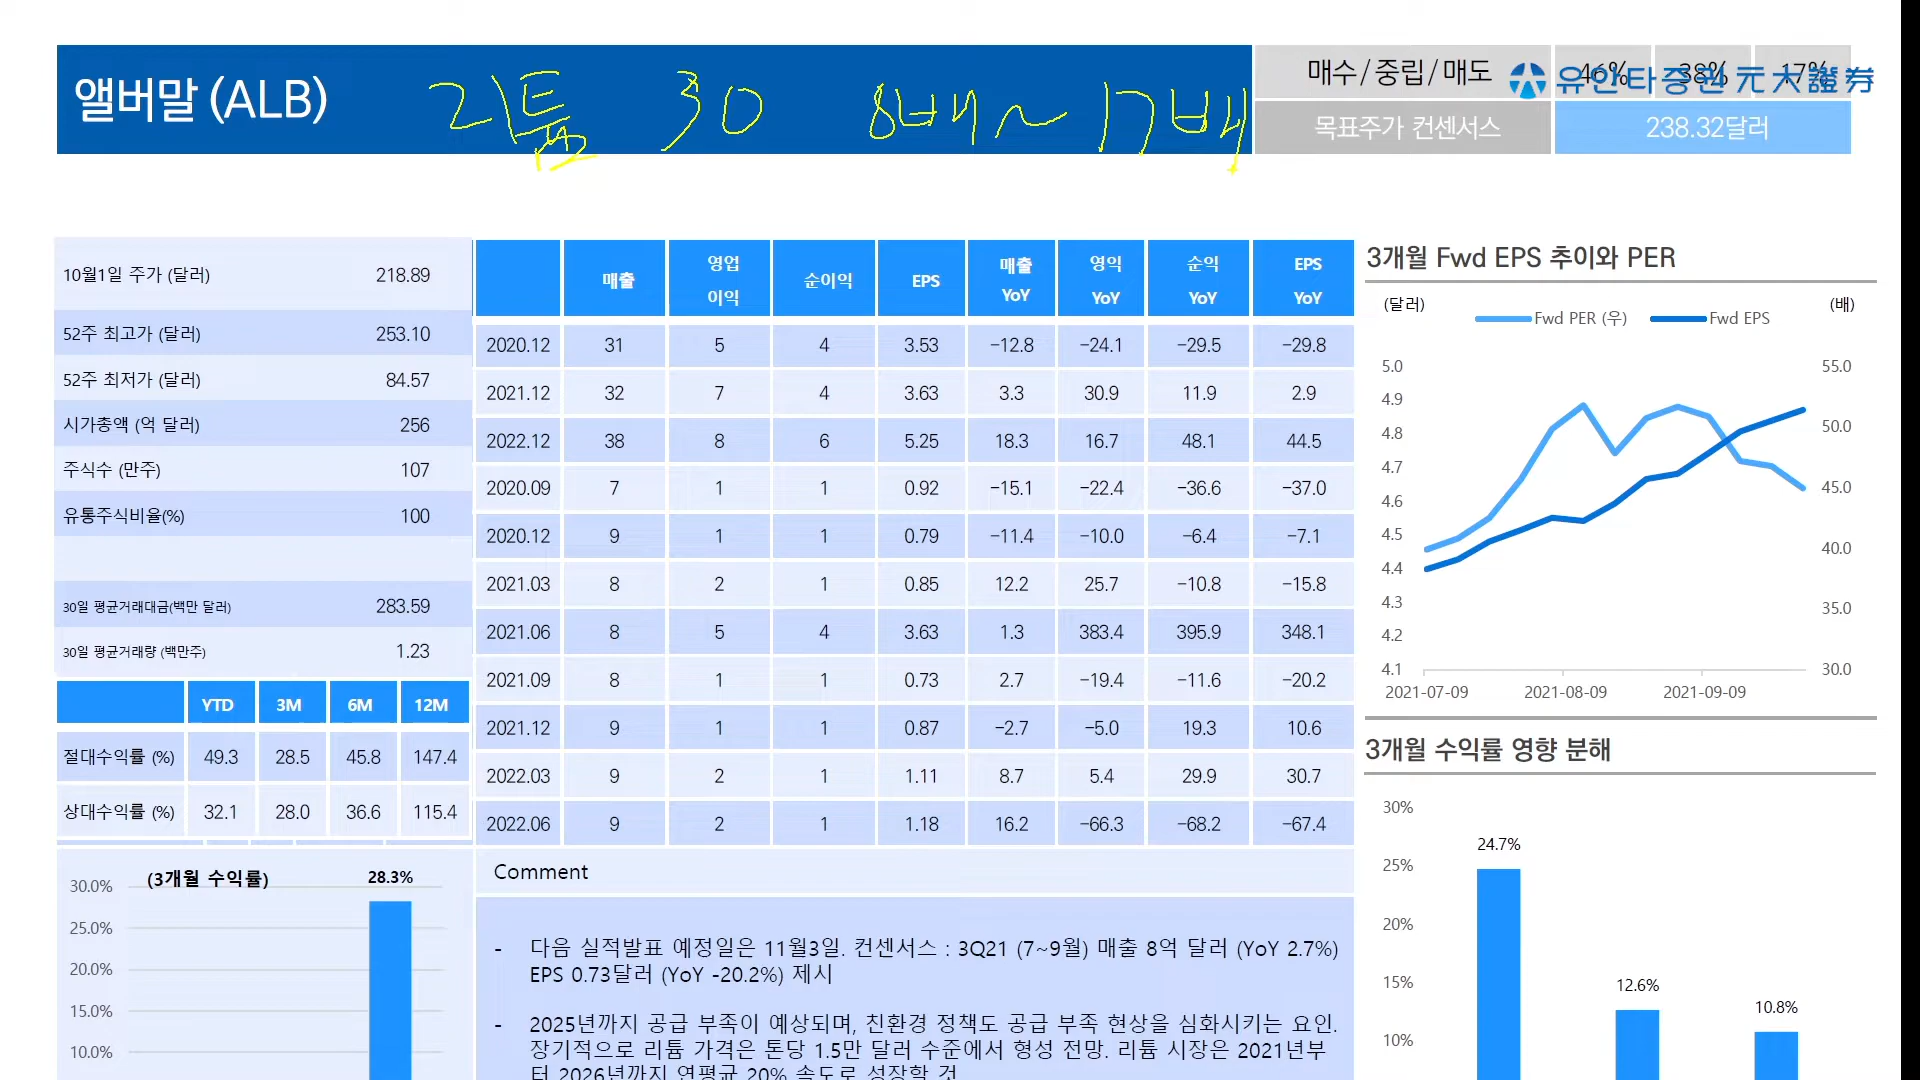 앨버말 (ALB) 리튬 30 8배~17배
매수/중립/매도 46% 38% 17%
유안타증권 元大證券
목표주가 컨센서스 238.32달러
10월1일 주가 (달러) 218.89
52주 최고가 (달러) 253.10
52주 최저가 (달러) 84.57
시가총액 (억 달러) 256
주식수 (만주) 107
유통주식비율(%) 100
30일 평균거래대금(백만 달러) 283.59
30일 평균거래량 (백만주) 1.23
YTD 3M 6M 12M
절대수익률 (%) 49.3 28.5 45.8 147.4
상대수익률 (%) 32.1 28.0 36.6 115.4
(3개월 수익률)
28.3%
30.0%
25.0%
20.0%
15.0%
10.0%
매출 영업 이익 순이익 EPS 매출 YoY 영익 YoY 순익 YoY EPS YoY
2020.12 31 5 4 3.53 -12.8 -24.1 -29.5 -29.8
2021.12 32 7 4 3.63 3.3 30.9 11.9 2.9
2022.12 38 8 6 5.25 18.3 16.7 48.1 44.5
2020.09 7 1 1 0.92 -15.1 -22.4 -36.6 -37.0
2020.12 9 1 1 0.79 -11.4 -10.0 -6.4 -7.1
2021.03 8 2 1 0.85 12.2 25.7 -10.8 -15.8
2021.06 8 5 4 3.63 1.3 383.4 395.9 348.1
2021.09 8 1 1 0.73 2.7 -19.4 -11.6 -20.2
2021.12 9 1 1 0.87 -2.7 -5.0 19.3 10.6
2022.03 9 2 1 1.11 8.7 5.4 29.9 30.7
2022.06 9 2 1 1.18 16.2 -66.3 -68.2 -67.4
Comment
- 다음 실적발표 예정일은 11월3일. 컨센서스 : 3Q21 (7~9월) 매출 8억 달러 (YoY 2.7%)
EPS 0.73달러 (YoY -20.2%) 제시
- 2025년까지 공급 부족이 예상되며, 친환경 정책도 공급 부족 현상을 심화시키는 요인.
장기적으로 리튬 가격은 톤당 1.5만 달러 수준에서 형성 전망. 리튬 시장은 2021년부
터 2026년까지 연평균 20% 속도로 성장할 것
3개월 Fwd EPS 추이와 PER
(달러) (배)
Fwd PER (우) Fwd EPS
5.0 55.0
4.9
4.8 50.0
4.7
4.6 45.0
4.5 40.0
4.4
4.3 35.0
4.2
4.1 30.0
2021-07-09 2021-08-09 2021-09-09
3개월 수익률 영향 분해
30%
24.7%
25%
20%
12.6%
15%
10.8%
10%